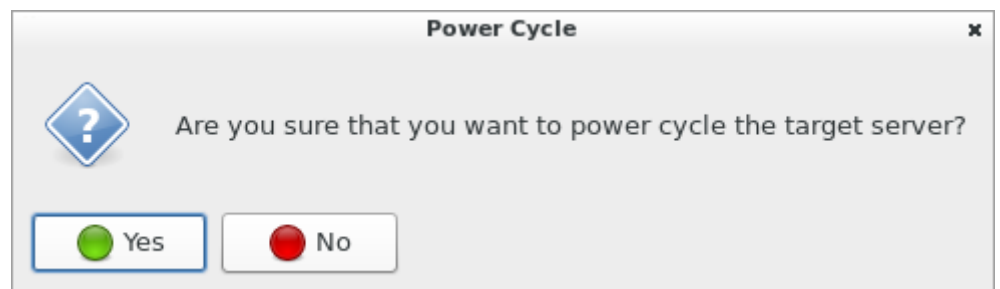 Power Cycle
Are you sure that you want to power cycle the target server?
Yes
No